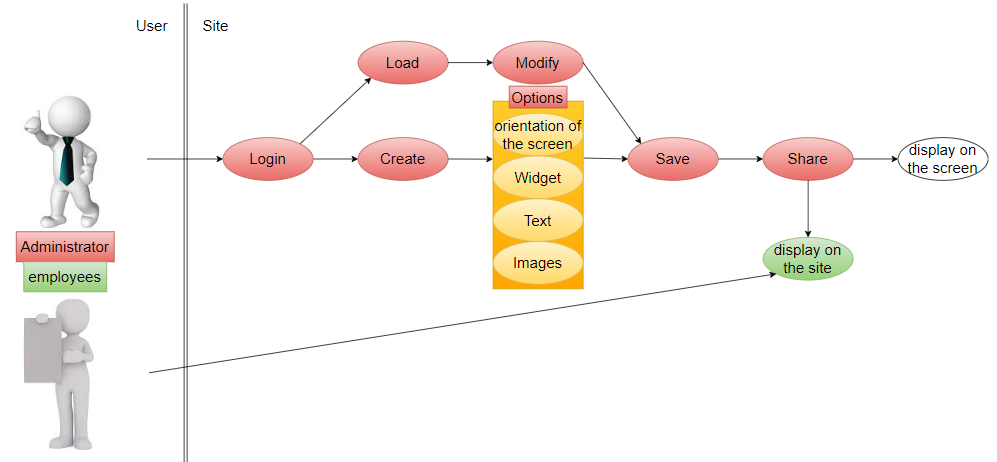 User
Site
Load
Modify
Options
orientation of
the screen
Login
Create
Save
Share
display on
the screen
Widget
Text
Images
Administrator
employees
display on
the site